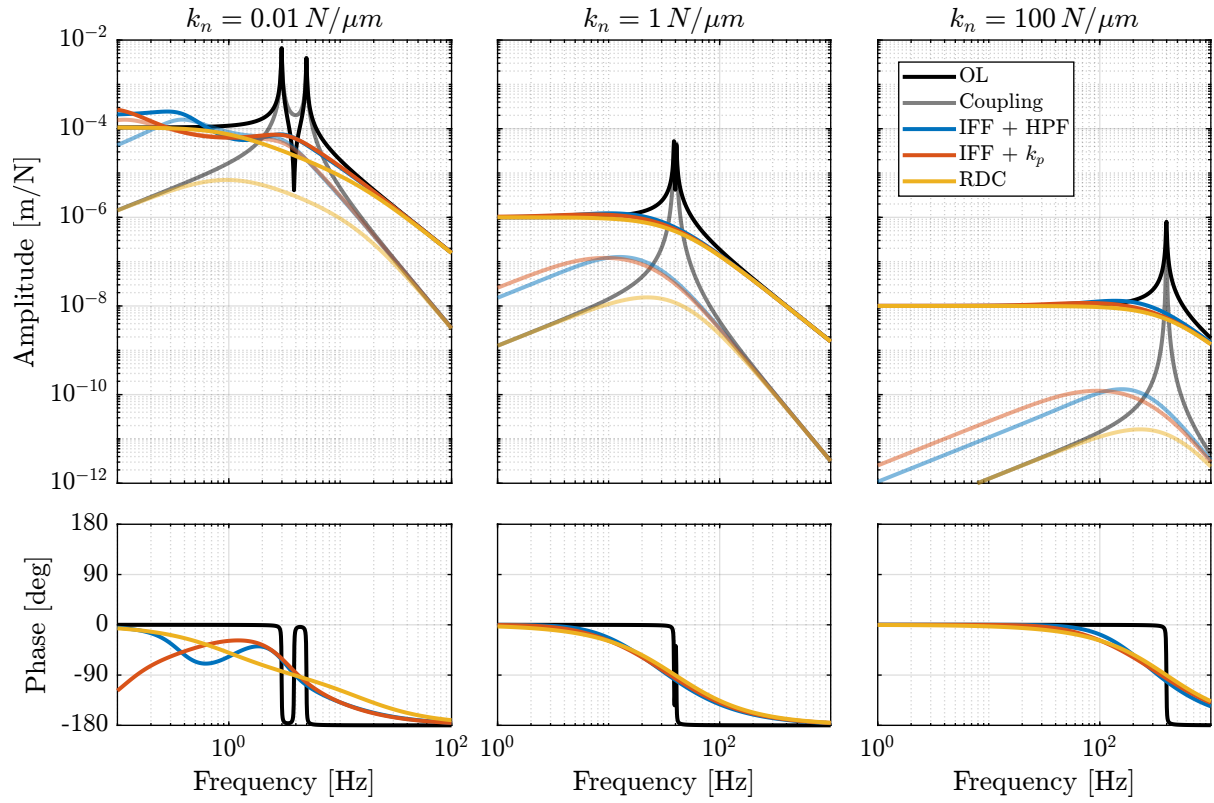 k_n = 0.01 N/μm
k_n = 1 N/μm
k_n = 100 N/μm
Amplitude [m/N]
10^-2
10^-4
10^-6
10^-8
10^-10
10^-12
OL
Coupling
IFF + HPF
IFF + k_p
RDC
Phase [deg]
180
90
0
-90
-180
10^0 10^2
10^0 10^2
10^0 10^2
Frequency [Hz]
Frequency [Hz]
Frequency [Hz]